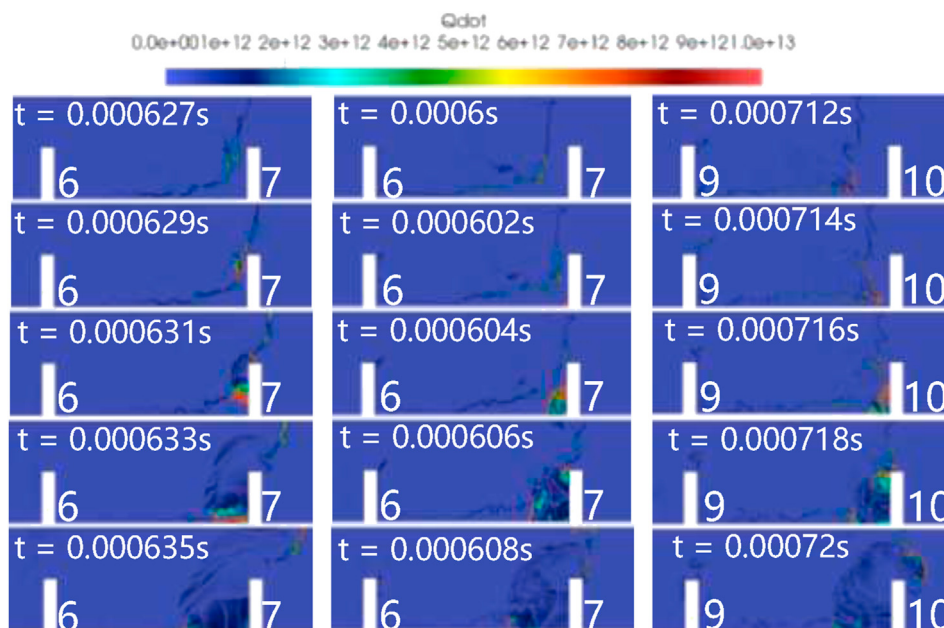 Qdot
0.0e+001e+12 2e+12 3e+12 4e+12 5e+12 6e+12 7e+12 8e+12 9e+121.0e+13
t = 0.000627s
6 7
t = 0.0006s
6 7
t = 0.000712s
9 10
t = 0.000629s
6 7
t = 0.000602s
6 7
t = 0.000714s
9 10
t = 0.000631s
6 7
t = 0.000604s
6 7
t = 0.000716s
9 10
t = 0.000633s
6 7
t = 0.000606s
6 7
t = 0.000718s
9 10
t = 0.000635s
6 7
t = 0.000608s
6 7
t = 0.00072s
9 10